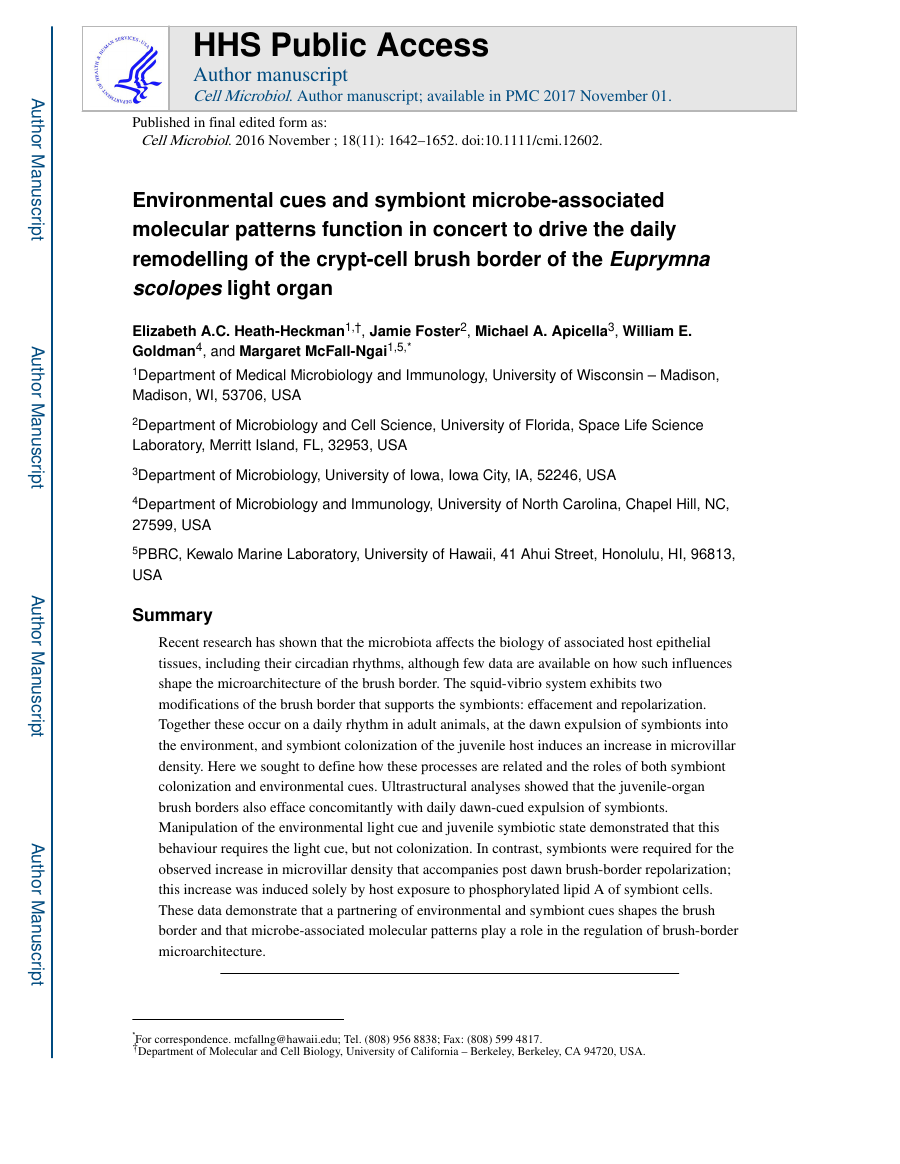 HHS Public Access
Author manuscript
Cell Microbiol. Author manuscript; available in PMC 2017 November 01.
Published in final edited form as:
Cell Microbiol. 2016 November ; 18(11): 1642–1652. doi:10.1111/cmi.12602.
Environmental cues and symbiont microbe-associated
molecular patterns function in concert to drive the daily
remodelling of the crypt-cell brush border of the Euprymna
scolopes light organ
Elizabeth A.C. Heath-Heckman1,†, Jamie Foster2, Michael A. Apicella3, William E.
Goldman4, and Margaret McFall-Ngai1,5,*
1Department of Medical Microbiology and Immunology, University of Wisconsin – Madison,
Madison, WI, 53706, USA
2Department of Microbiology and Cell Science, University of Florida, Space Life Science
Laboratory, Merritt Island, FL, 32953, USA
3Department of Microbiology, University of Iowa, Iowa City, IA, 52246, USA
4Department of Microbiology and Immunology, University of North Carolina, Chapel Hill, NC,
27599, USA
5PBRC, Kewalo Marine Laboratory, University of Hawaii, 41 Ahui Street, Honolulu, HI, 96813,
USA
Summary
Recent research has shown that the microbiota affects the biology of associated host epithelial
tissues, including their circadian rhythms, although few data are available on how such influences
shape the microarchitecture of the brush border. The squid-vibrio system exhibits two
modifications of the brush border that supports the symbionts: effacement and repolarization.
Together these occur on a daily rhythm in adult animals, at the dawn expulsion of symbionts into
the environment, and symbiont colonization of the juvenile host induces an increase in microvillar
density. Here we sought to define how these processes are related and the roles of both symbiont
colonization and environmental cues. Ultrastructural analyses showed that the juvenile-organ
brush borders also efface concomitantly with daily dawn-cued expulsion of symbionts.
Manipulation of the environmental light cue and juvenile symbiotic state demonstrated that this
behaviour requires the light cue, but not colonization. In contrast, symbionts were required for the
observed increase in microvillar density that accompanies post dawn brush-border repolarization;
this increase was induced solely by host exposure to phosphorylated lipid A of symbiont cells.
These data demonstrate that a partnering of environmental and symbiont cues shapes the brush
border and that microbe-associated molecular patterns play a role in the regulation of brush-border
microarchitecture.
*For correspondence. mcfallng@hawaii.edu; Tel. (808) 956 8838; Fax: (808) 599 4817.
†Department of Molecular and Cell Biology, University of California – Berkeley, Berkeley, CA 94720, USA.
Author Manuscript
Author Manuscript
Author Manuscript
Author Manuscript
DEPARTMENT OF HEALTH & HUMAN SERVICES • USA